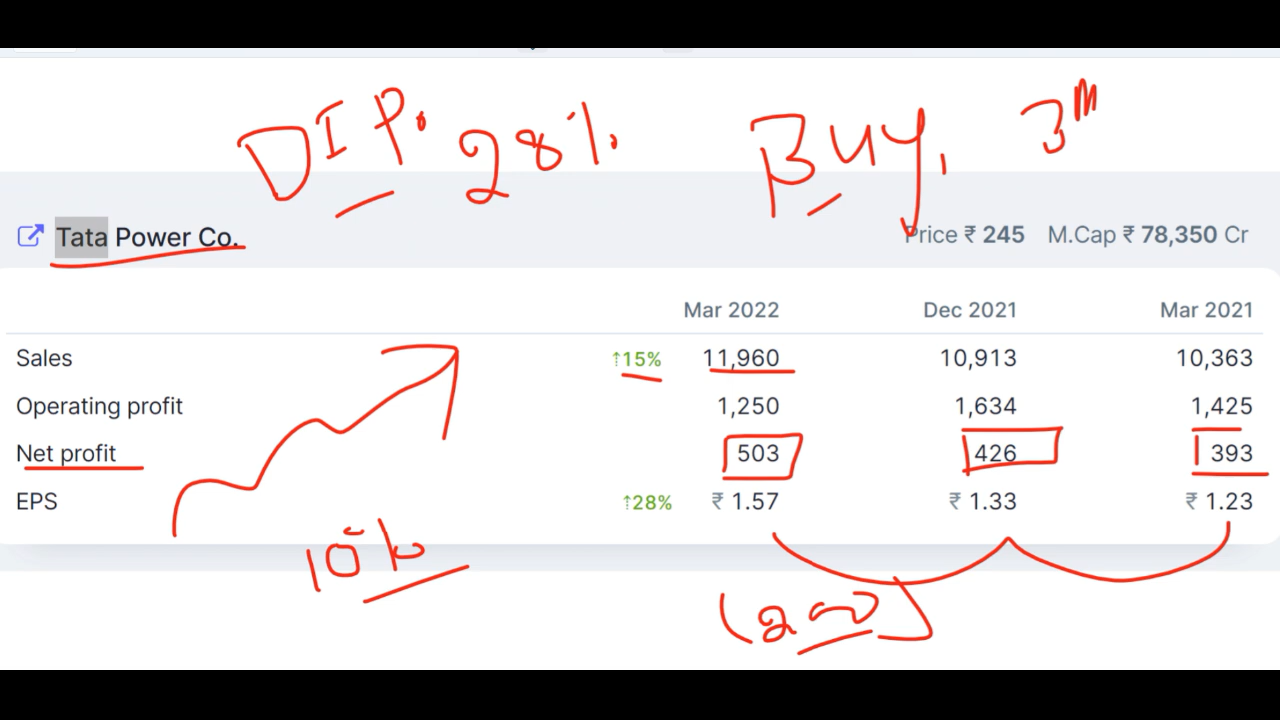 DIP. 28% Buy, 3M
Tata Power Co. Price ₹ 245 M.Cap ₹ 78,350 Cr
Mar 2022 Dec 2021 Mar 2021
Sales ↑15% 11,960 10,913 10,363
Operating profit 1,250 1,634 1,425
Net profit 503 426 393
EPS ↑28% ₹ 1.57 ₹ 1.33 ₹ 1.23